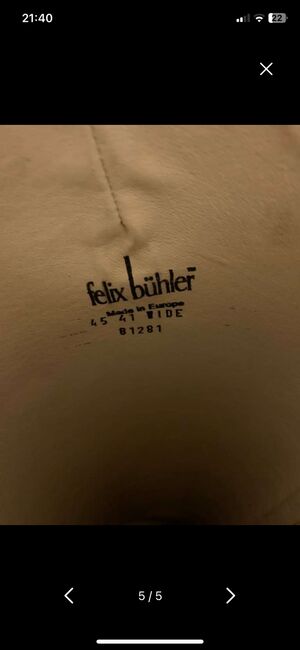 21:40
22
felix bühler
Made in Europe
45 41 WIDE
81281
5/5